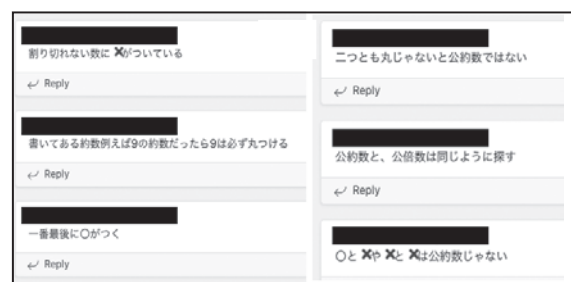 割り切れない数に ✖がついている
Reply
書いてある約数例えば9の約数だったら9は必ず丸つける
Reply
一番最後に〇がつく
Reply
二つとも丸じゃないと公約数ではない
Reply
公約数と、公倍数は同じように探す
Reply
〇と ✖や ✖と ✖は公約数じゃない